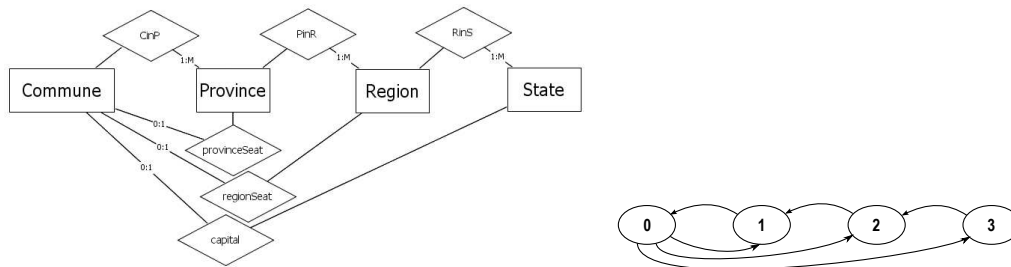 CinP
PinR
RinS
1:M
1:M
1:M
Commune
Province
Region
State
0:1
provinceSeat
0:1
0:1
regionSeat
capital
0
1
2
3